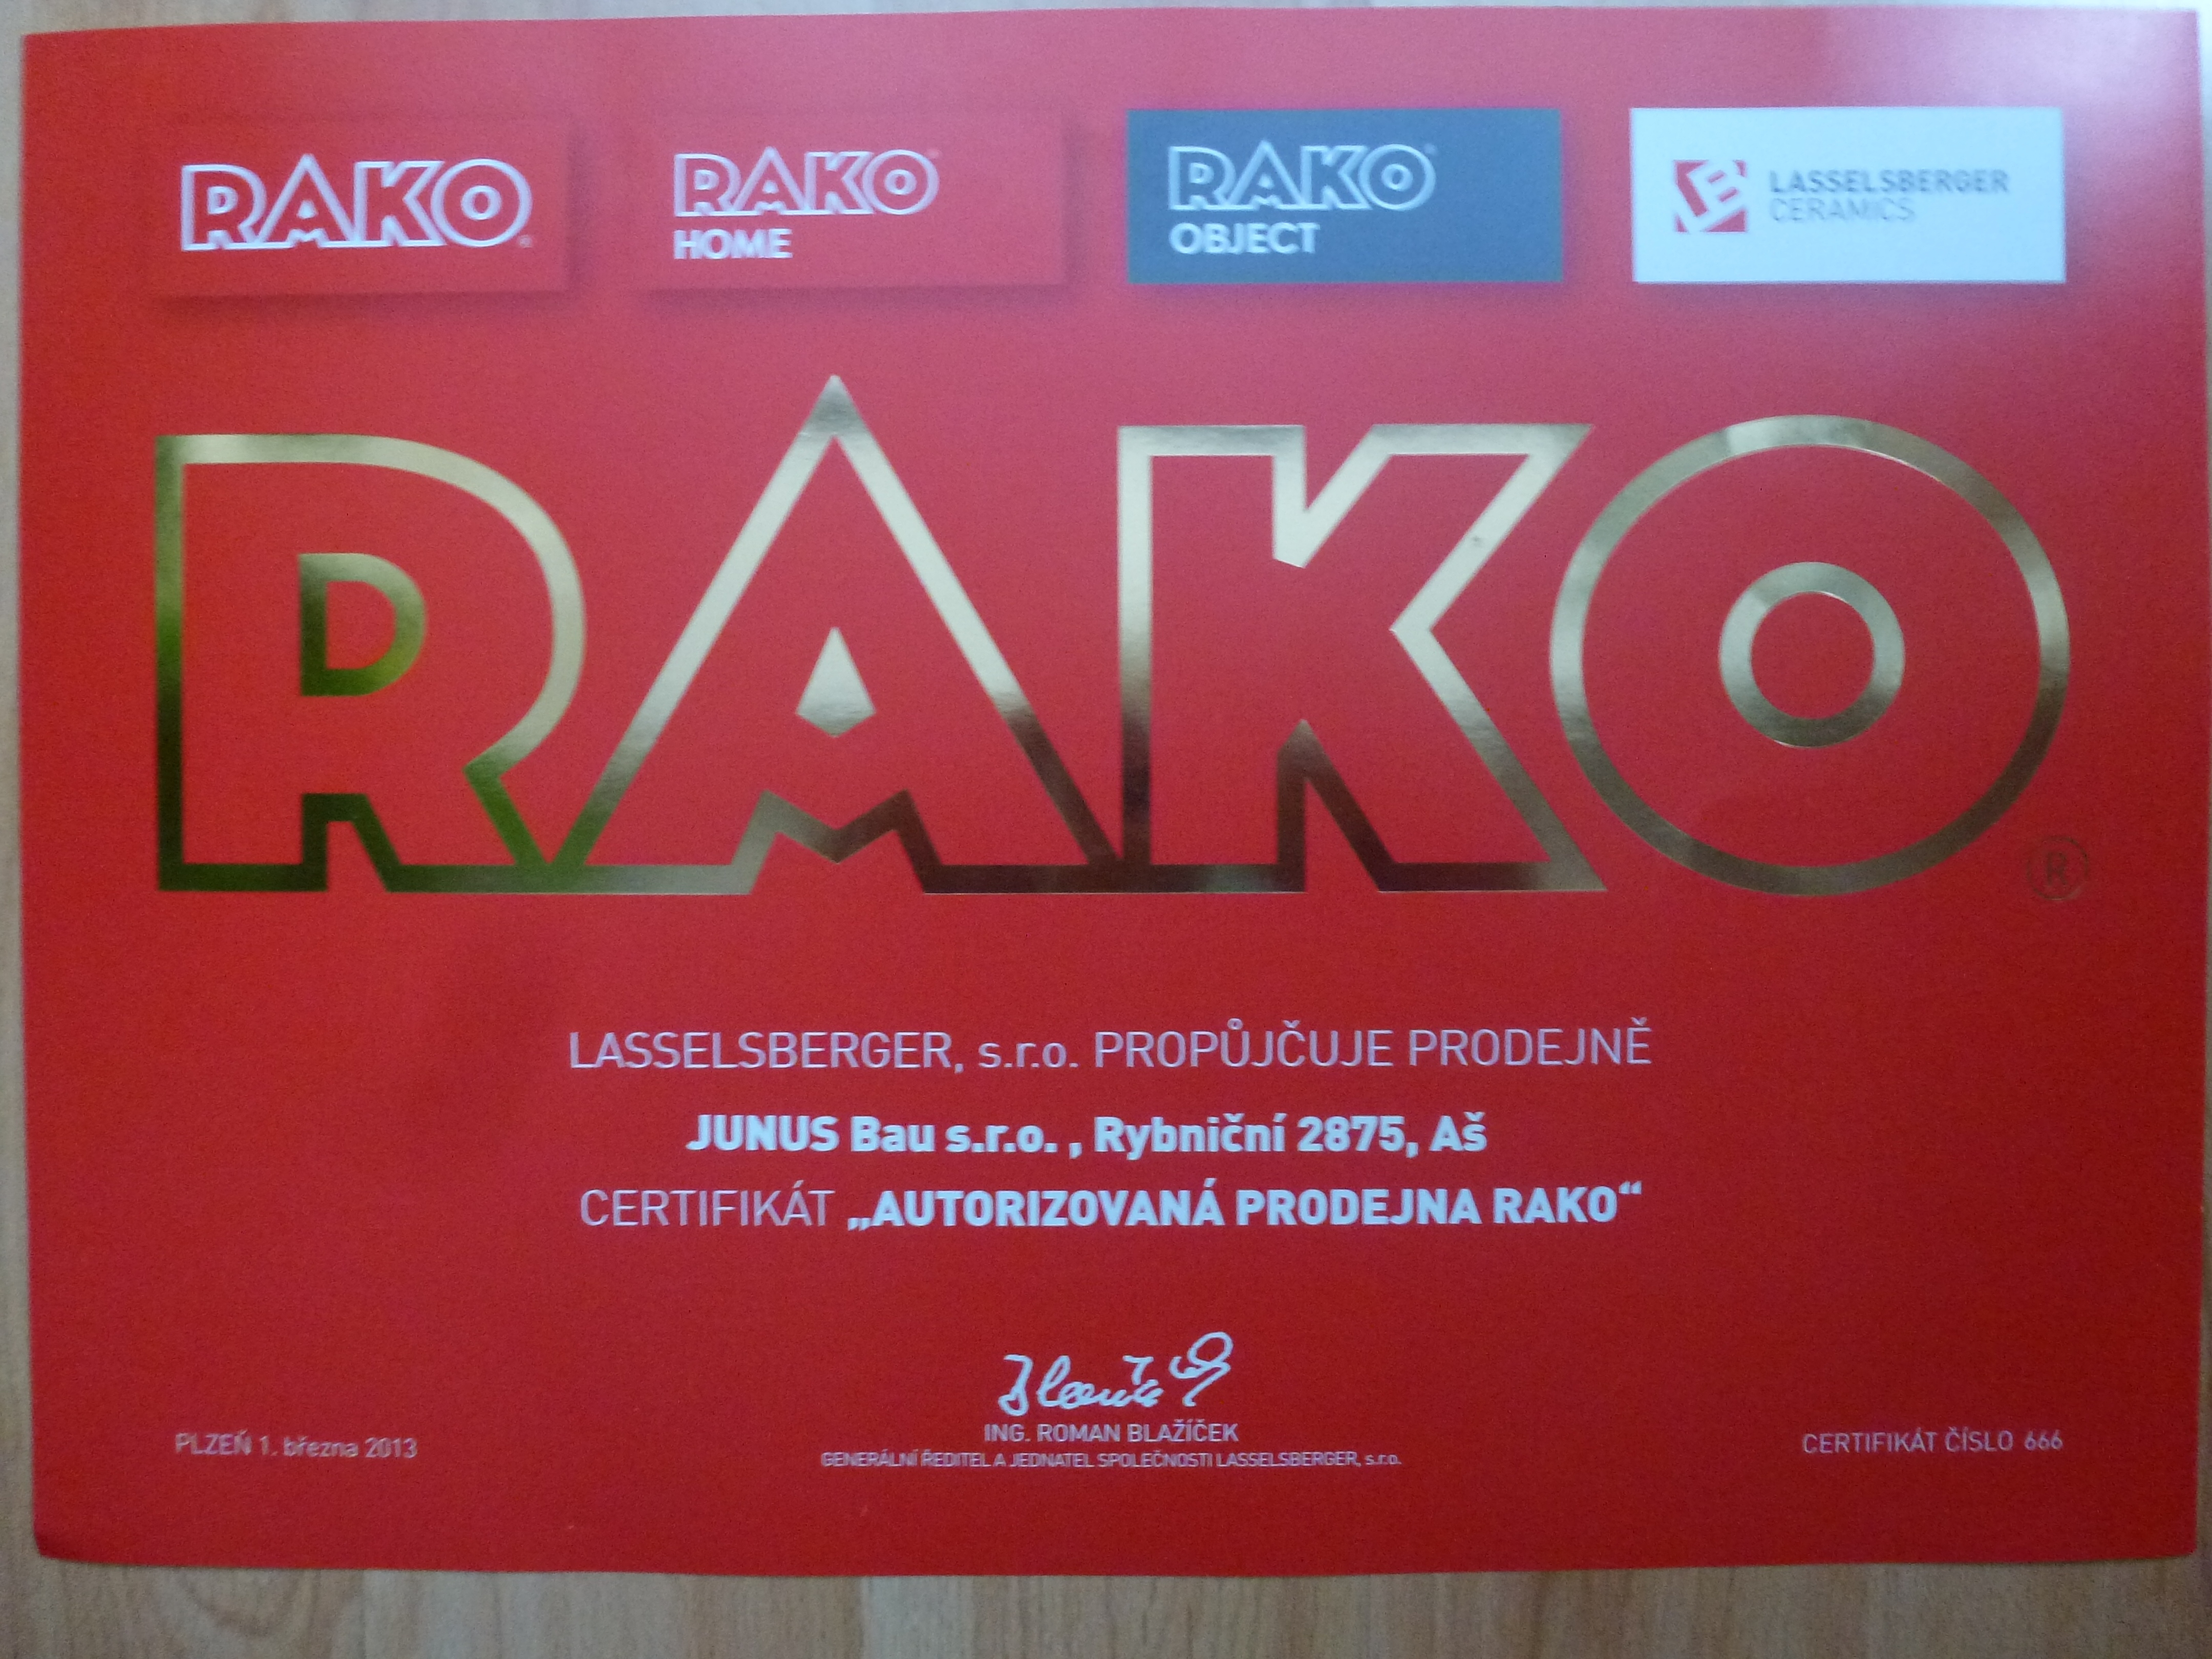 RAKO®
RAKO®
HOME
RAKO®
OBJECT
LB LASSELSBERGER
CERAMICS
RAKO®
LASSELSBERGER, s.r.o. PROPŮJČUJE PRODEJNĚ
JUNUS Bau s.r.o. , Rybniční 2875, Aš
CERTIFIKÁT „AUTORIZOVANÁ PRODEJNA RAKO“
ING. ROMAN BLAŽÍČEK
GENERÁLNÍ ŘEDITEL A JEDNATEL SPOLEČNOSTI LASSELSBERGER, s.r.o.
PLZEŇ 1. března 2013
CERTIFIKÁT ČÍSLO 666